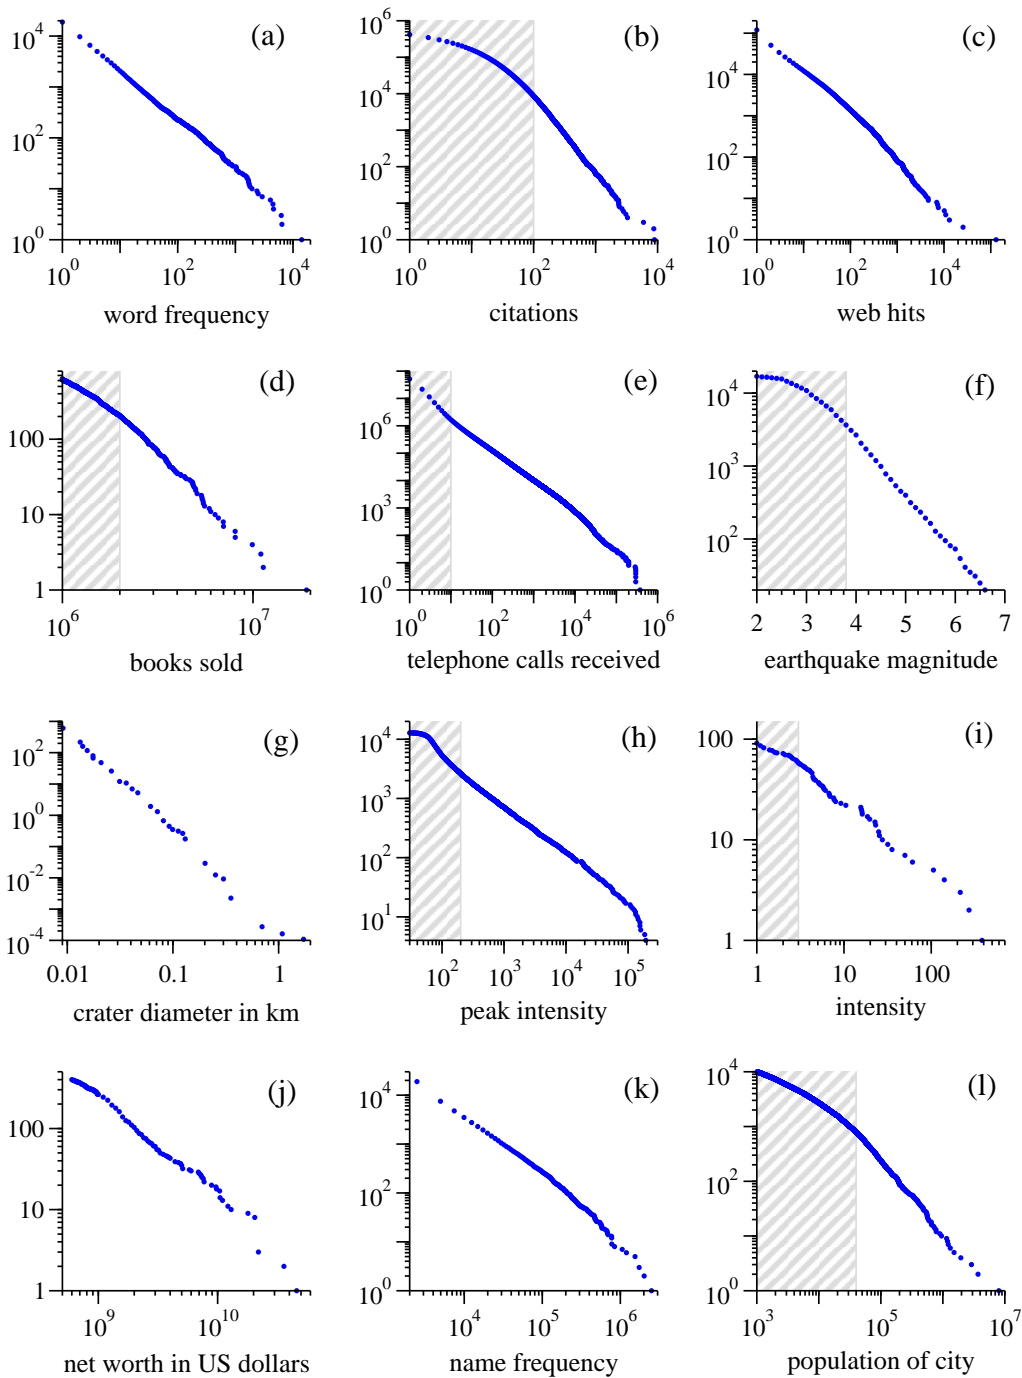 (a)
10^4
10^2
10^0
10^0 10^2 10^4
word frequency
(b)
10^6
10^4
10^2
10^0
10^0 10^2 10^4
citations
(c)
10^4
10^2
10^0
10^0 10^2 10^4
web hits
(d)
100
10
1
10^6 10^7
books sold
(e)
10^6
10^3
10^0
10^0 10^2 10^4 10^6
telephone calls received
(f)
10^4
10^3
10^2
2 3 4 5 6 7
earthquake magnitude
(g)
10^2
10^0
10^-2
10^-4
0.01 0.1 1
crater diameter in km
(h)
10^4
10^3
10^2
10^1
10^2 10^3 10^4 10^5
peak intensity
(i)
100
10
1
1 10 100
intensity
(j)
100
10
1
10^9 10^10
net worth in US dollars
(k)
10^4
10^2
10^0
10^4 10^5 10^6
name frequency
(l)
10^4
10^2
10^0
10^3 10^5 10^7
population of city